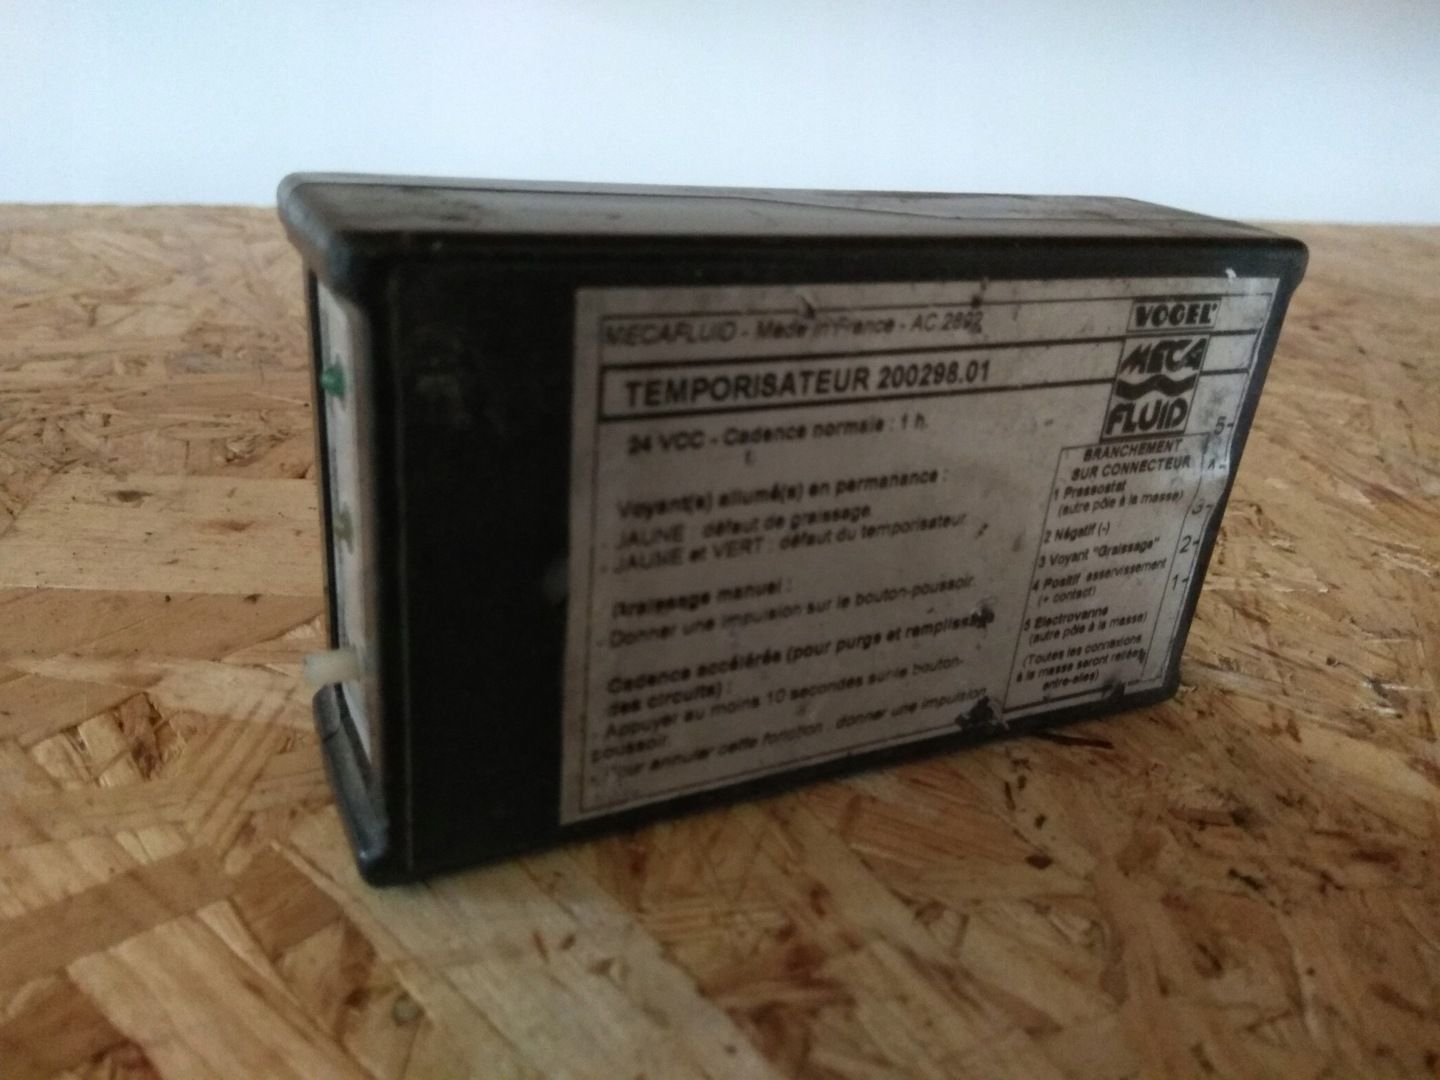 MECAFLUID - Made in France - AC 2892
VOGEL
MECA
FLUID
TEMPORISATEUR 200298.01
24 VCC - Cadence normale : 1 h.
Voyant(s) allumé(s) en permanance :
- JAUNE : défaut de graissage.
- JAUNE et VERT : défaut du temporisateur.
Graissage manuel :
- Donner une impulsion sur le bouton-poussoir.
Cadence accélérée (pour purge et remplissage
des circuits) :
Appuyer au moins 10 secondes sur le bouton-
poussoir.
- Pour annuler cette fonction : donner une impulsion
BRANCHEMENT
SUR CONNECTEUR
1 Pressostat
(autre pôle à la masse)
2 Négatif (-)
3 Voyant "Graissage"
4 Positif asservissement
(+ contact)
5 Electrovanne
(autre pôle à la masse)
(Toutes les connexions
à la masse seront reliées
entre-elles)
5-
4-
3-
2-
1-